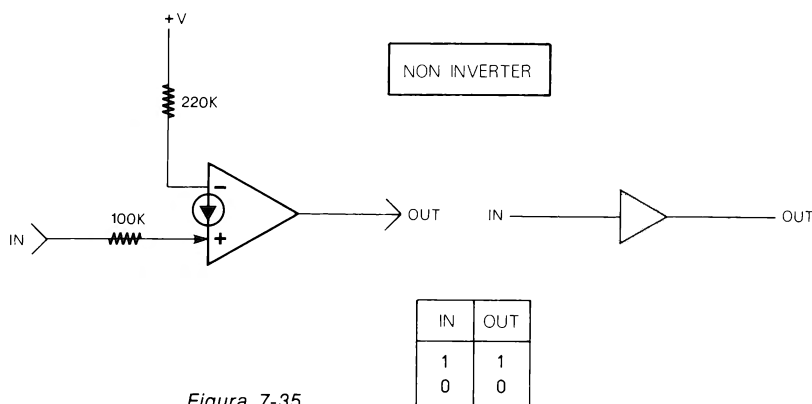 +V
NON INVERTER
220K
−
100K
IN
+
OUT
IN
OUT
IN OUT
1 1
0 0
Figura 7-35